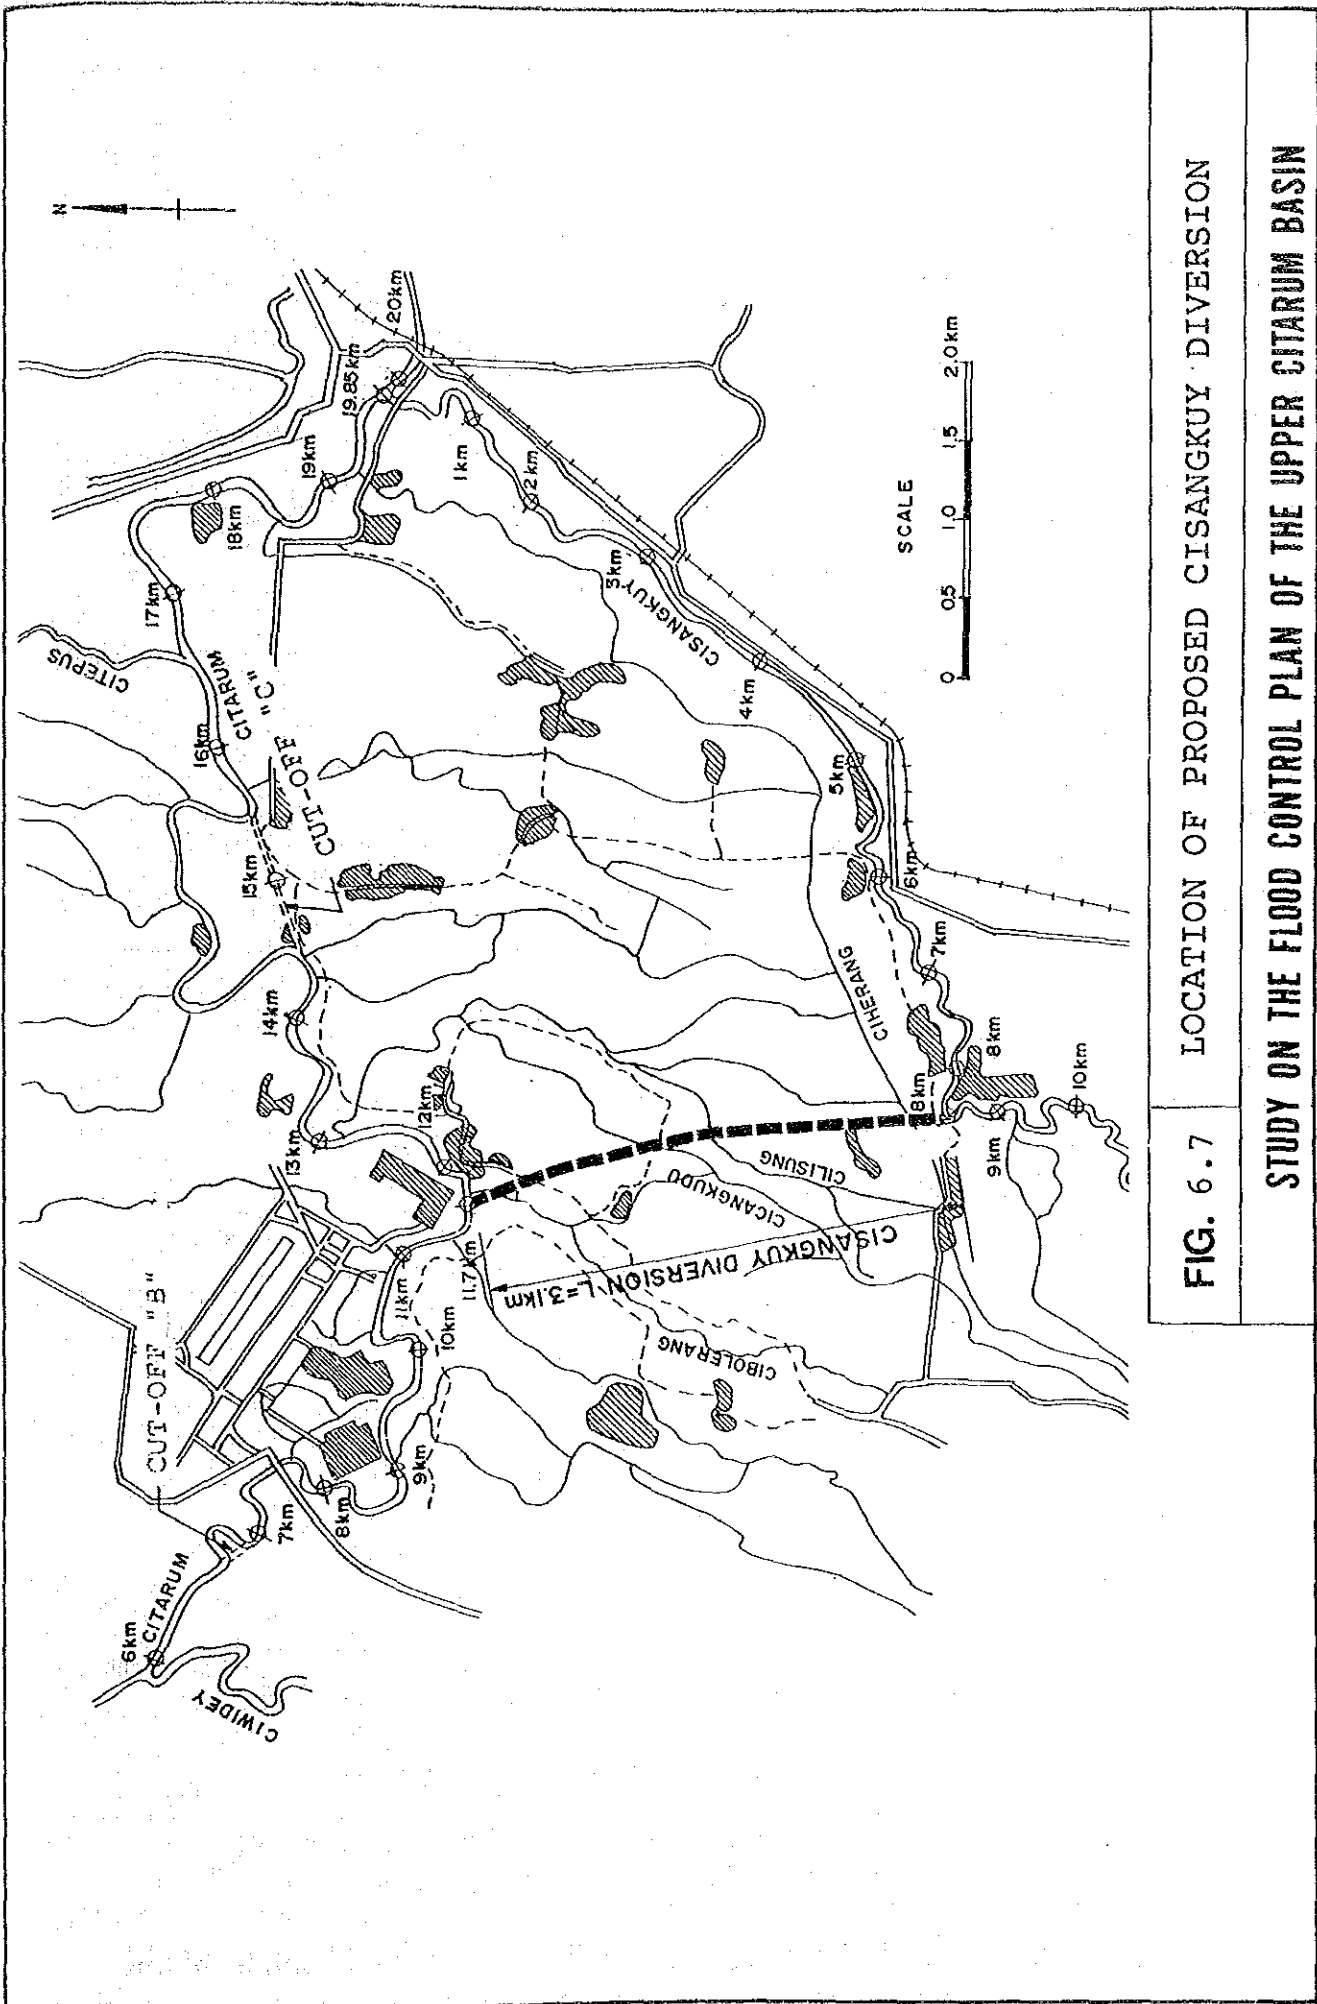 N
CUT-OFF "B"
6km
CITARUM
CIWIDEY
7km
8km
9km
10km
11km
11.7km
12km
13km
14km
15km
CUT-OFF "C"
16km
CITARUM
CITEPUS
17km
18km
19km
19.85km
20km
1km
2km
3km
CISANGKUY
4km
5km
6km
7km
CIHERANG
8km
8km
9km
10km
CILISUNG
CICANGKUDU
CISANGKUY DIVERSION L=3.1km
CIBOLERANG
SCALE
0 0.5 1.0 1.5 2.0km
FIG. 6.7 LOCATION OF PROPOSED CISANGKUY DIVERSION
STUDY ON THE FLOOD CONTROL PLAN OF THE UPPER CITARUM BASIN